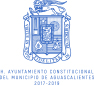 H. AYUNTAMIENTO CONSTITUCIONAL
DEL MUNICIPIO DE AGUASCALIENTES
2017-2019